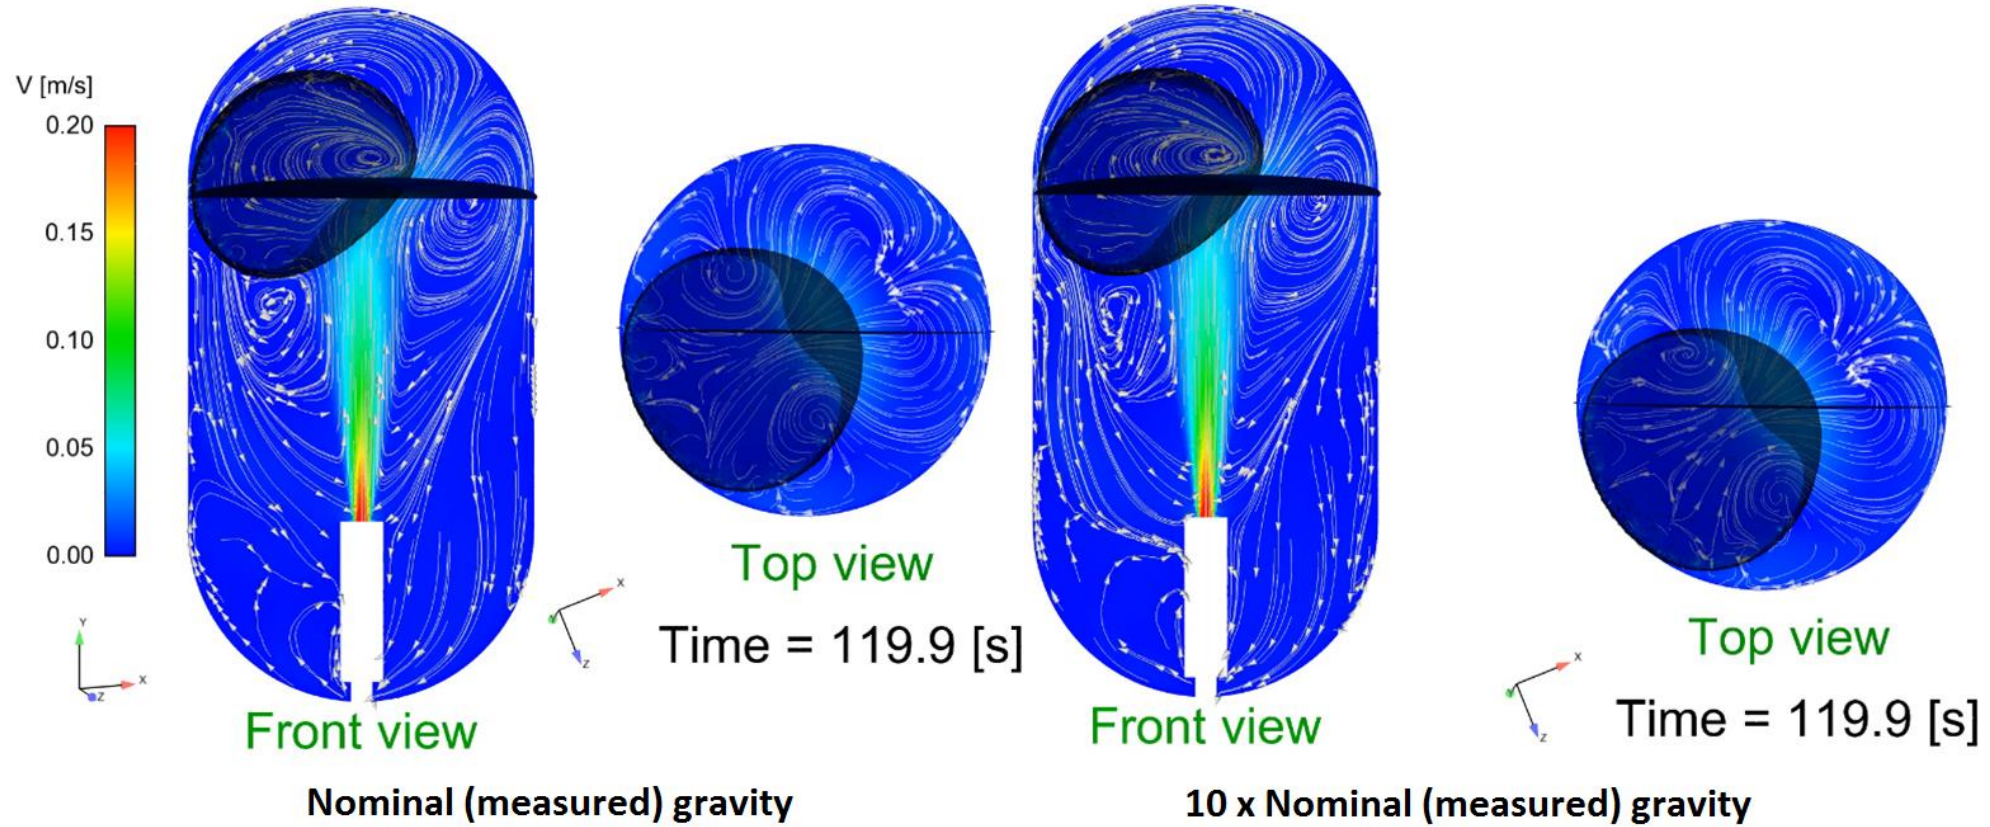 V [m/s]
0.20
0.15
0.10
0.05
0.00
Y
X
Z
Front view
X
Y
Z
Top view
Time = 119.9 [s]
Nominal (measured) gravity
Front view
X
Y
Z
Top view
Time = 119.9 [s]
10 x Nominal (measured) gravity